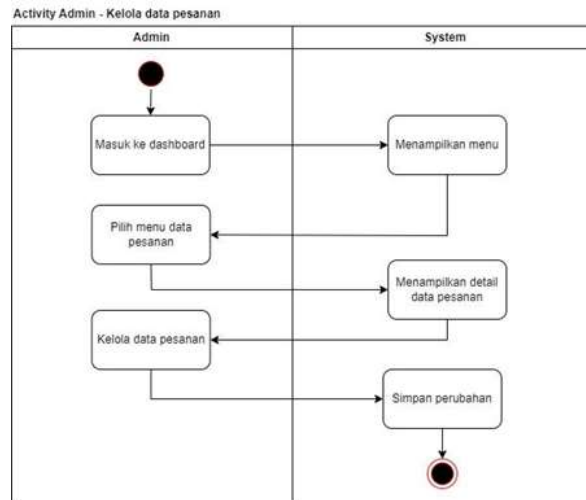 Activity Admin - Kelola data pesanan
Admin
System
Masuk ke dashboard
Menampilkan menu
Pilih menu data
pesanan
Menampilkan detail
data pesanan
Kelola data pesanan
Simpan perubahan